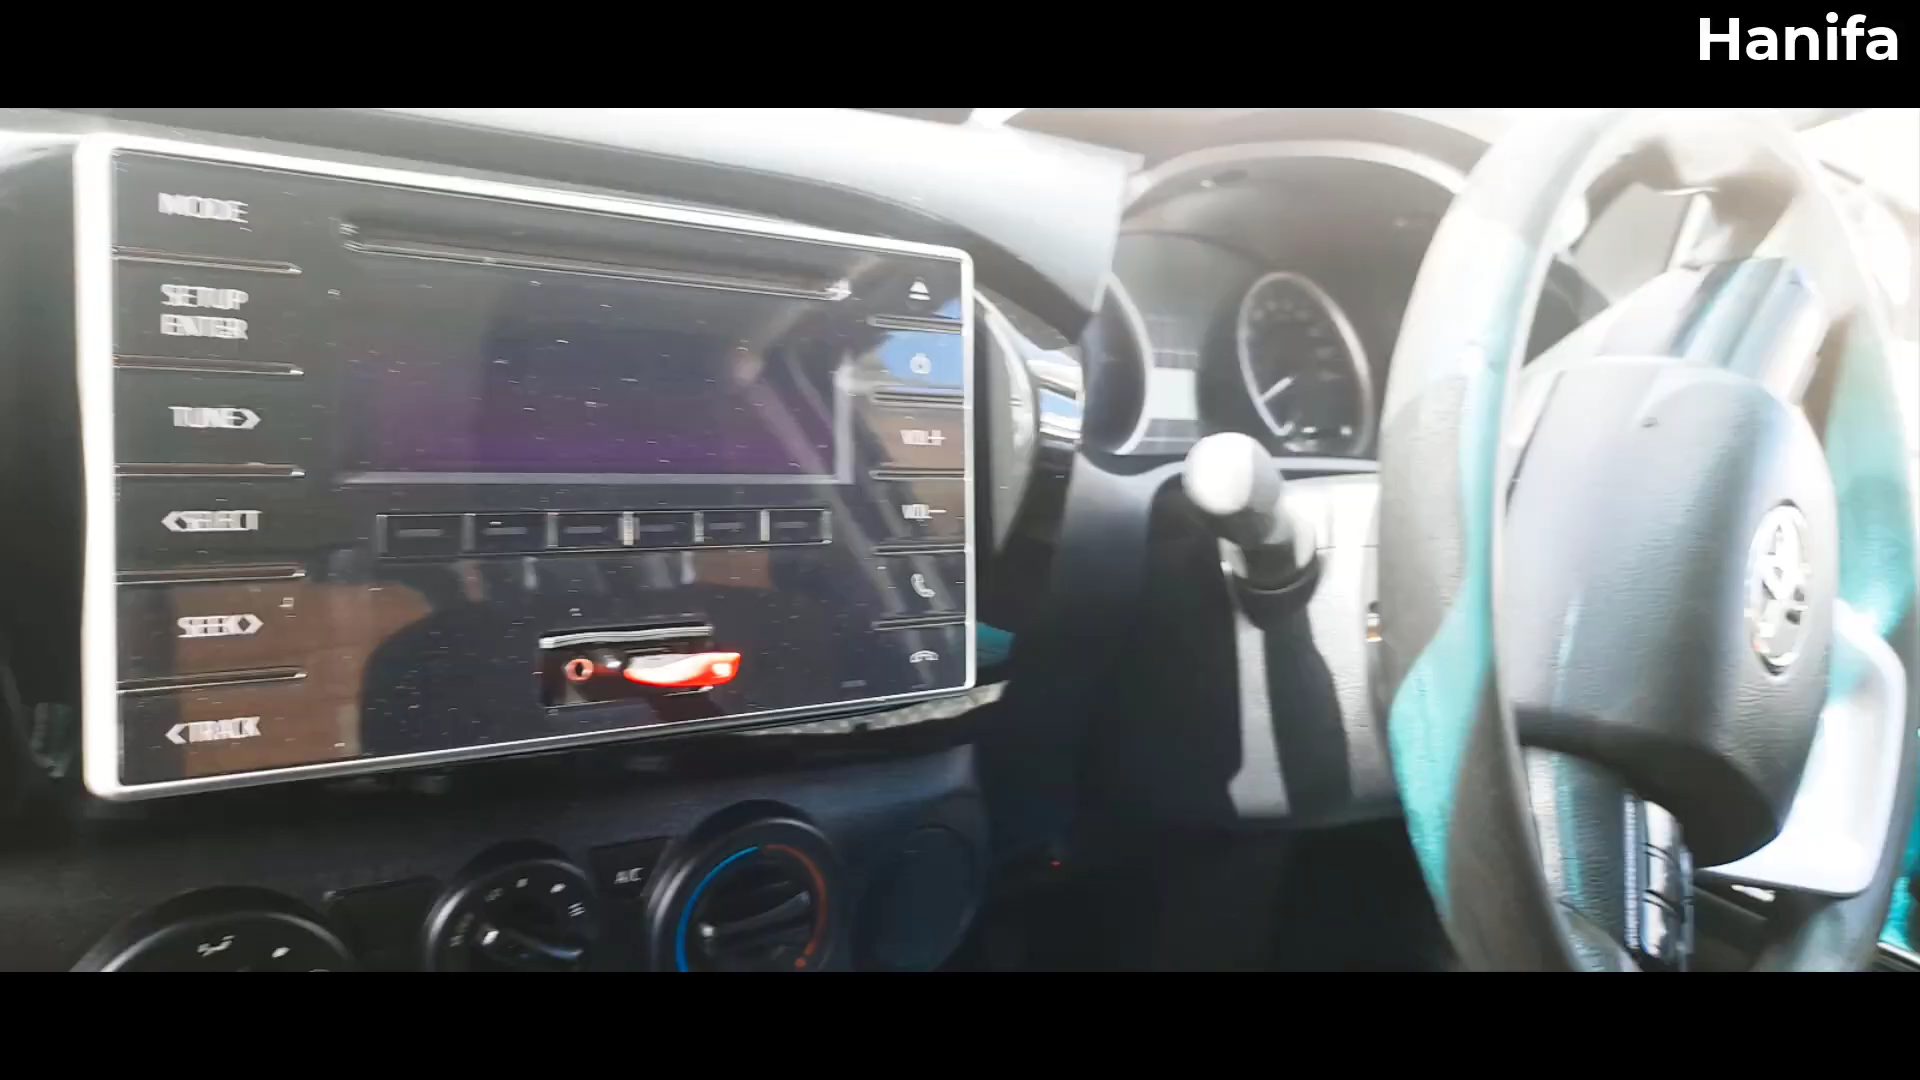 Hanifa
MODE
SETUP
ENTER
TUNE>
<SELECT
SEEK>
<TRACK
VOL+
VOL-
A/C